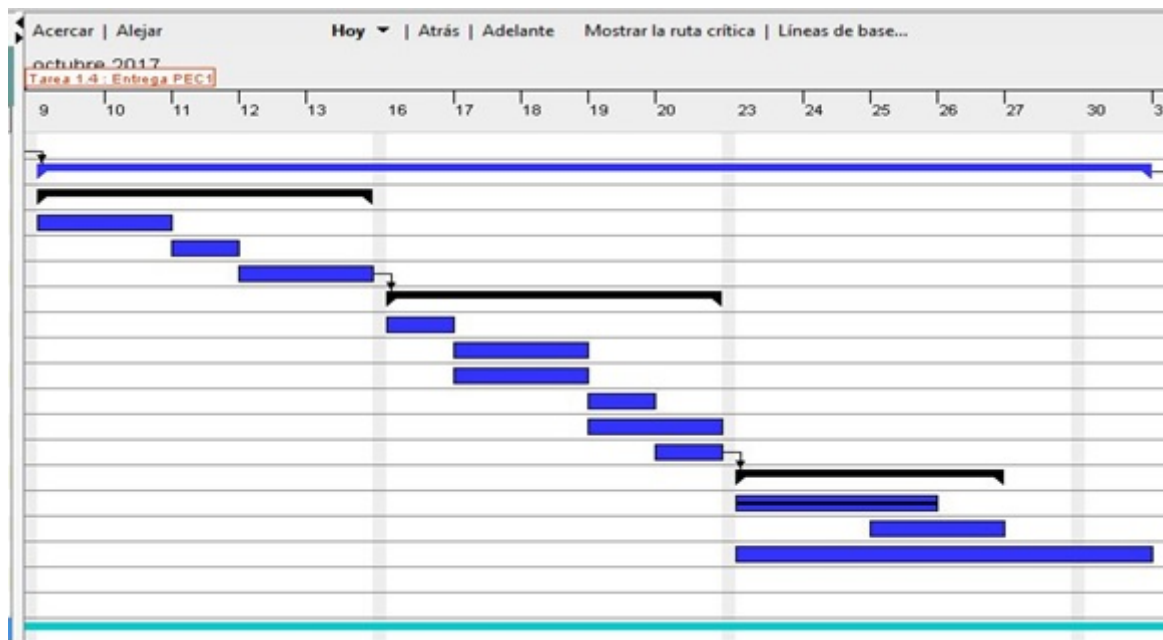 Acercar | Alejar Hoy | Atrás | Adelante Mostrar la ruta crítica | Líneas de base...
octubre 2017
Tarea 1.4 : Entrega PEC1
9 10 11 12 13 16 17 18 19 20 23 24 25 26 27 30